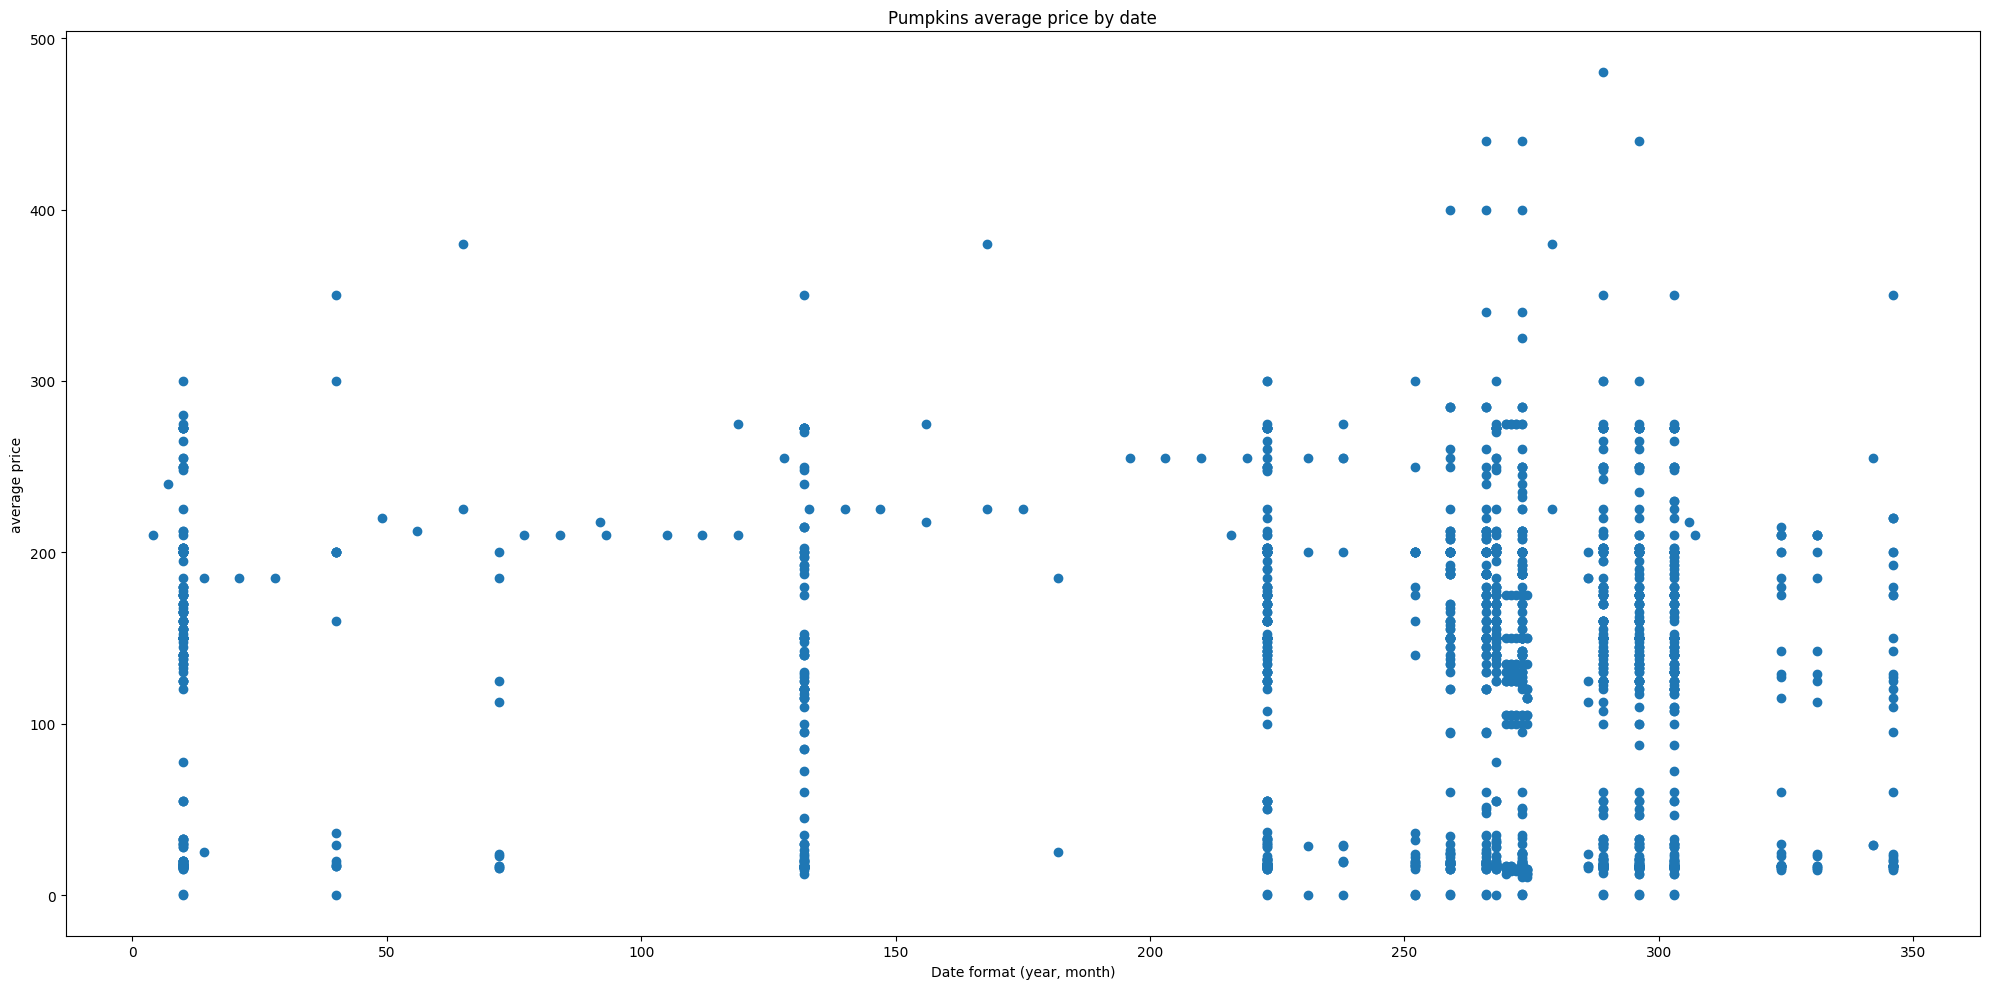 Pumpkins average price by date
500
400
300
200
100
0
average price
0 50 100 150 200 250 300 350
Date format (year, month)